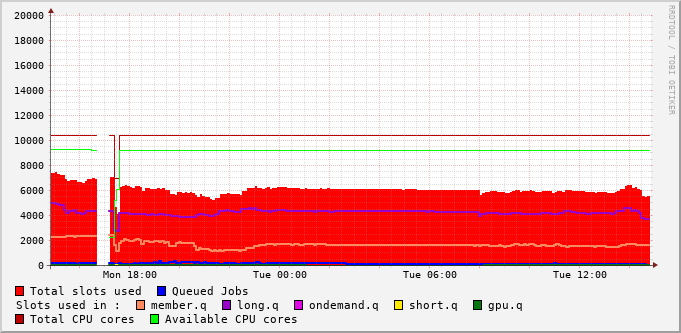 20000
18000
16000
14000
12000
10000
8000
6000
4000
2000
0
Mon 18:00 Tue 00:00 Tue 06:00 Tue 12:00
RRDTOOL / TOBI OETIKER
Total slots used Queued Jobs
Slots used in : member.q long.q ondemand.q short.q gpu.q
Total CPU cores Available CPU cores